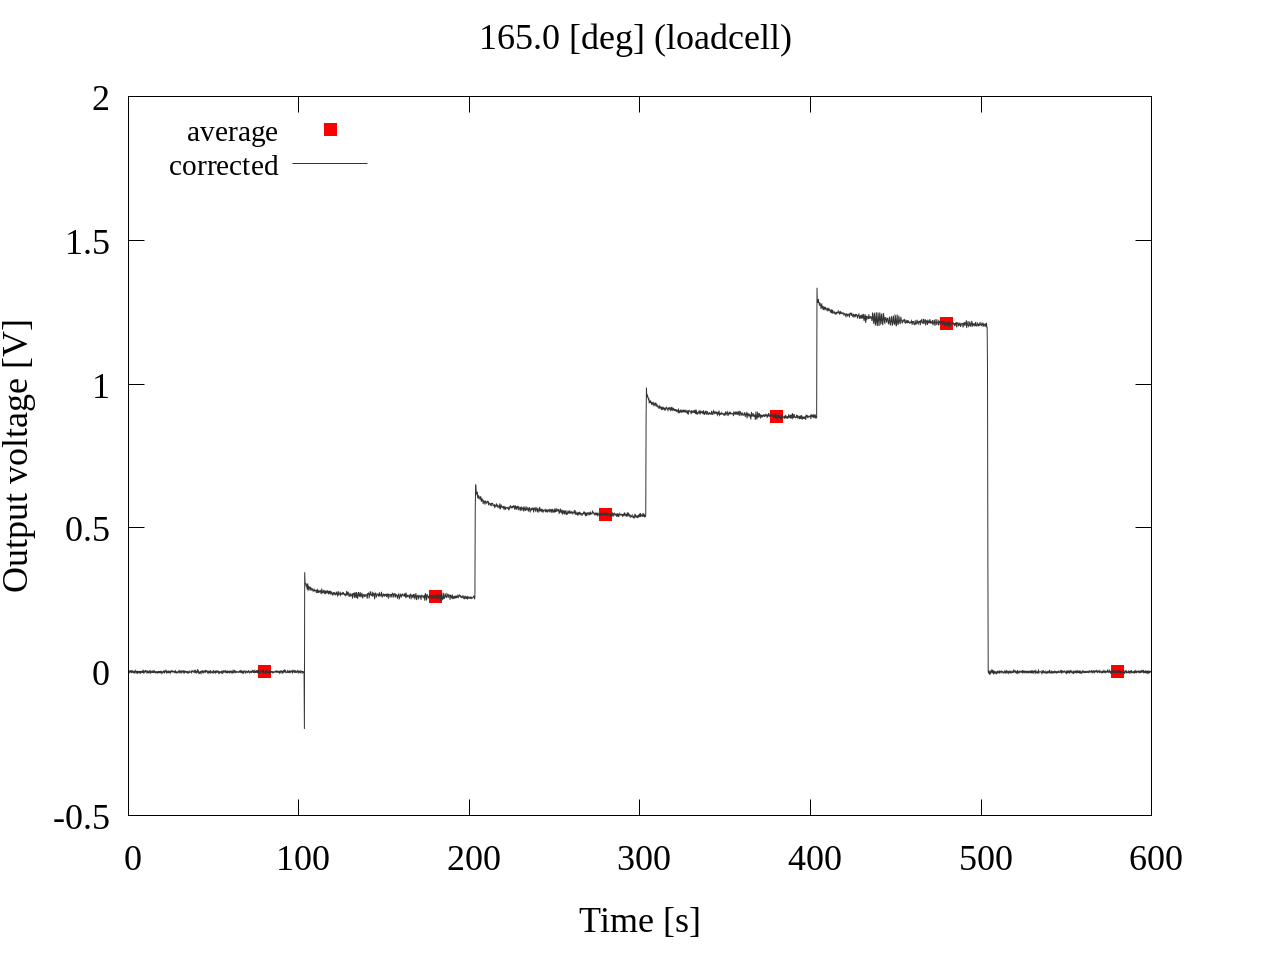 165.0 [deg] (loadcell)
average
corrected
2
1.5
1
0.5
0
-0.5
Output voltage [V]
0 100 200 300 400 500 600
Time [s]